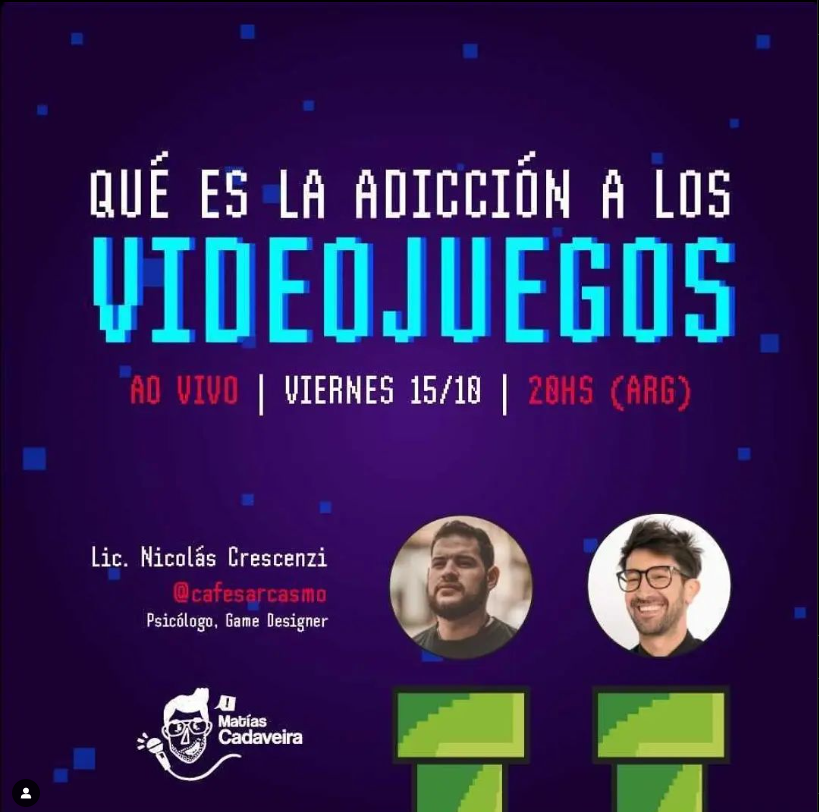 QUÉ ES LA ADICCIÓN A LOS
VIDEOJUEGOS
AO VIVO | VIERNES 15/10 | 20HS (ARG)
Lic. Nicolás Crescenzi
@cafesarcasmo
Psicólogo, Game Designer
!
Matías
Cadaveira